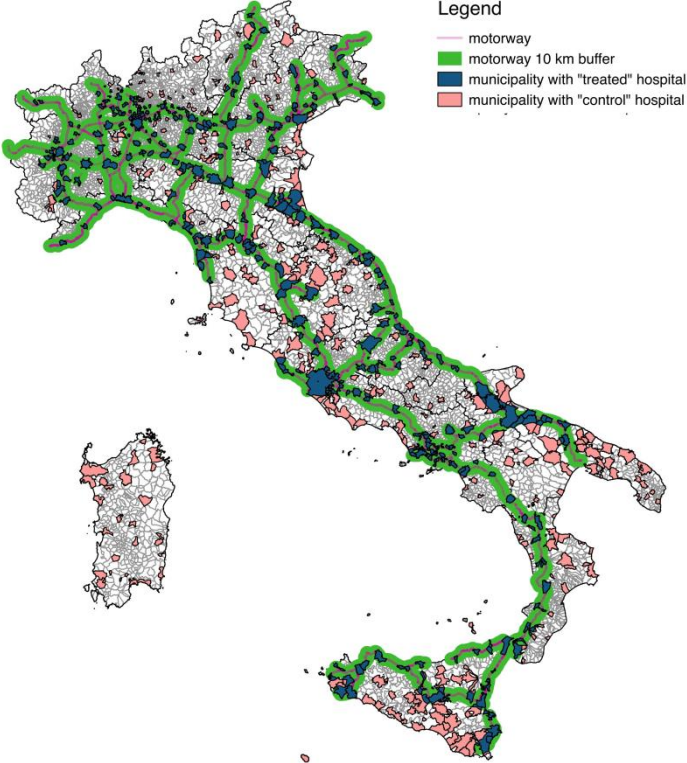 Legend
motorway
motorway 10 km buffer
municipality with "treated" hospital
municipality with "control" hospital